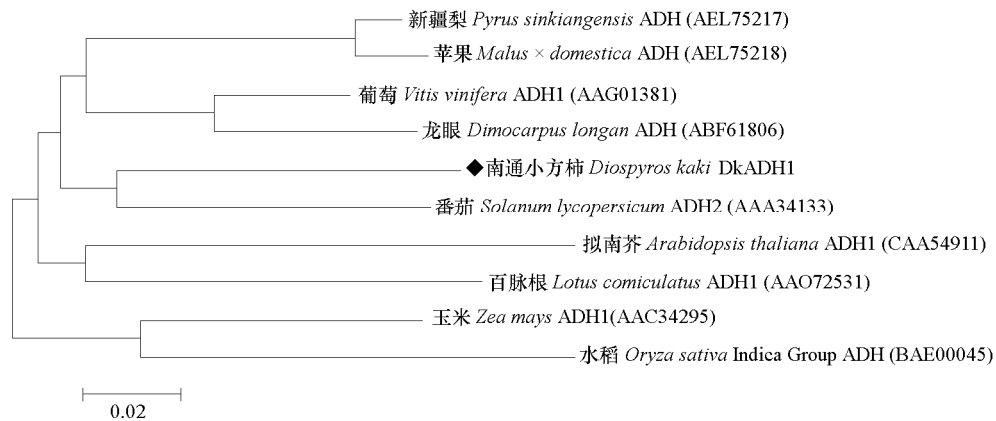 新疆梨 Pyrus sinkiangensis ADH (AEL75217)
苹果 Malus × domestica ADH (AEL75218)
葡萄 Vitis vinifera ADH1 (AAG01381)
龙眼 Dimocarpus longan ADH (ABF61806)
◆南通小方柿 Diospyros kaki DkADH1
番茄 Solanum lycopersicum ADH2 (AAA34133)
拟南芥 Arabidopsis thaliana ADH1 (CAA54911)
百脉根 Lotus comiculatus ADH1 (AAO72531)
玉米 Zea mays ADH1(AAC34295)
水稻 Oryza sativa Indica Group ADH (BAE00045)
0.02